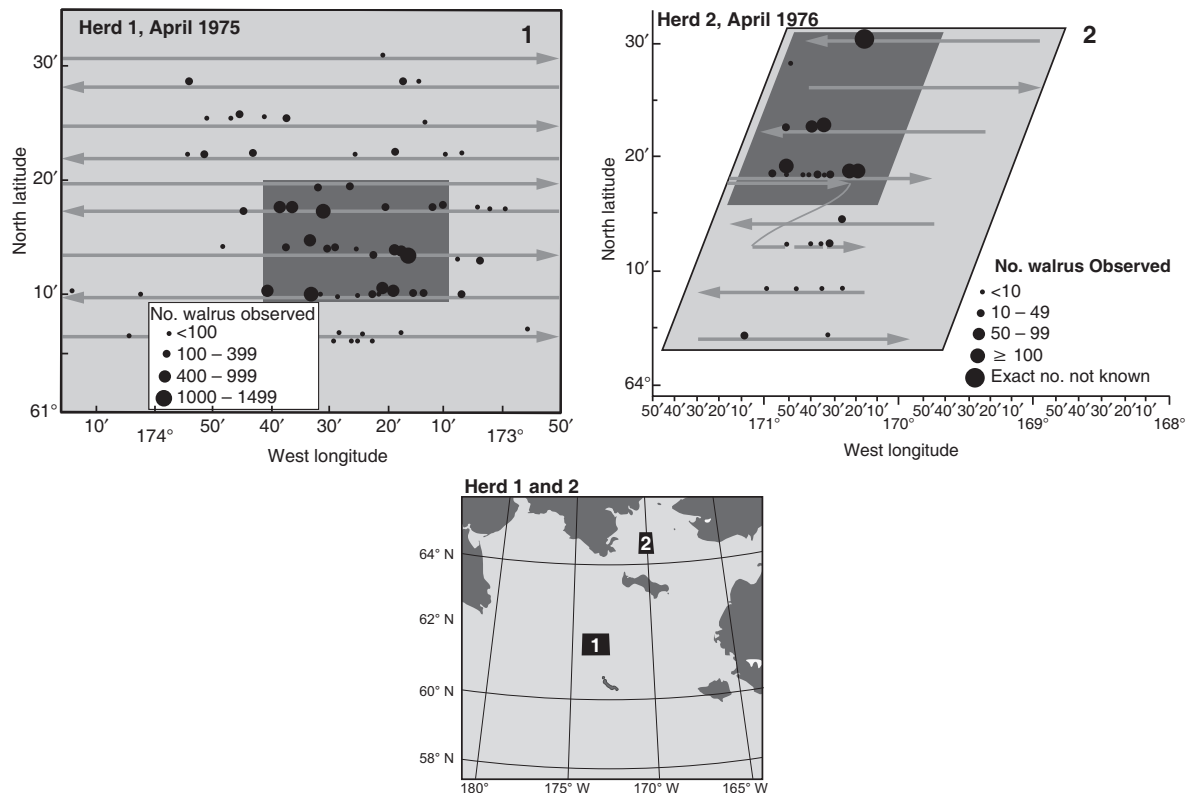 Herd 1, April 1975
1
30′
20′
10′
61°
North latitude
No. walrus observed
<100
100 – 399
400 – 999
1000 – 1499
10′ 50′ 40′ 30′ 20′ 10′ 50′
174° 173°
West longitude
Herd 2, April 1976
2
30′
20′
10′
64°
North latitude
No. walrus Observed
<10
10 – 49
50 – 99
≥ 100
Exact no. not known
50′40′30′20′10′ 50′40′30′20′10′ 50′40′30′20′10′ 50′40′30′20′10′
171° 170° 169° 168°
West longitude
Herd 1 and 2
2
64° N
62° N
1
60° N
58° N
180° 175° W 170° W 165° W